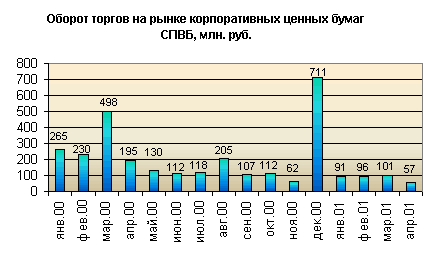 Оборот торгов на рынке корпоративных ценных бумаг
СПВБ, млн. руб.
800
700
600
500
400
300
200
100
0
265
230
498
195
130
112
118
205
107
112
62
711
91
96
101
57
янв.00
фев.00
мар.00
апр.00
май.00
июн.00
июл.00
авг.00
сен.00
окт.00
ноя.00
дек.00
янв.01
фев.01
мар.01
апр.01